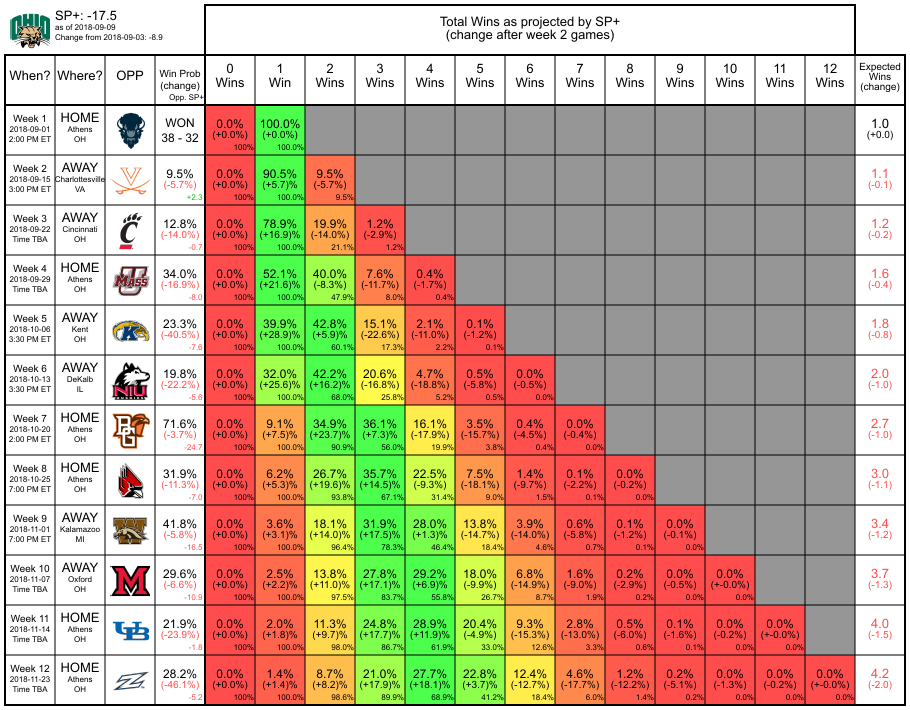 OHIO
SP+: -17.5
as of 2018-09-09
Change from 2018-09-03: -8.9
Total Wins as projected by SP+
(change after week 2 games)
When? Where? OPP Win Prob (change) Opp. SP+ 0 Wins 1 Win 2 Wins 3 Wins 4 Wins 5 Wins 6 Wins 7 Wins 8 Wins 9 Wins 10 Wins 11 Wins 12 Wins Expected Wins (change)
Week 1 HOME WON 0.0% 100.0% 1.0
2018-09-01 Athens 38 - 32 (+0.0%) (+0.0%) (+0.0)
2:00 PM ET OH 100% 100.0%
Week 2 AWAY 9.5% 0.0% 90.5% 9.5% 1.1
2018-09-15 Charlottesville (-5.7%) (+0.0%) (+5.7)% (-5.7%) (-0.1)
3:00 PM ET VA +2.3 100% 100.0% 9.5%
Week 3 AWAY 12.8% 0.0% 78.9% 19.9% 1.2% 1.2
2018-09-22 Cincinnati (-14.0%) (+0.0%) (+16.9)% (-14.0%) (-2.9%) (-0.2)
Time TBA OH -0.7 100% 100.0% 21.1% 1.2%
Week 4 HOME MASS 34.0% 0.0% 52.1% 40.0% 7.6% 0.4% 1.6
2018-09-29 Athens (-16.9%) (+0.0%) (+21.6)% (-8.3%) (-11.7%) (-1.7%) (-0.4)
Time TBA OH -8.0 100% 100.0% 47.9% 8.0% 0.4%
Week 5 AWAY K 23.3% 0.0% 39.9% 42.8% 15.1% 2.1% 0.1% 1.8
2018-10-06 Kent (-40.5%) (+0.0%) (+28.9)% (+5.9)% (-22.6%) (-11.0%) (-1.2%) (-0.8)
3:30 PM ET OH -7.6 100% 100.0% 60.1% 17.3% 2.2% 0.1%
Week 6 AWAY NIU 19.8% 0.0% 32.0% 42.2% 20.6% 4.7% 0.5% 0.0% 2.0
2018-10-13 DeKalb (-22.2%) (+0.0%) (+25.6)% (+16.2)% (-16.8%) (-18.8%) (-5.8%) (-0.5%) (-1.0)
3:30 PM ET IL -5.6 100% 100.0% 68.0% 25.8% 5.2% 0.5% 0.0%
Week 7 HOME BG 71.6% 0.0% 9.1% 34.9% 36.1% 16.1% 3.5% 0.4% 0.0% 2.7
2018-10-20 Athens (-3.7%) (+0.0%) (+7.5)% (+23.7)% (+7.3)% (-17.9%) (-15.7%) (-4.5%) (-0.4%) (-1.0)
2:00 PM ET OH -24.7 100% 100.0% 90.9% 56.0% 19.9% 3.8% 0.4% 0.0%
Week 8 HOME 31.9% 0.0% 6.2% 26.7% 35.7% 22.5% 7.5% 1.4% 0.1% 0.0% 3.0
2018-10-25 Athens (-11.3%) (+0.0%) (+5.3)% (+19.6)% (+14.5)% (-9.3%) (-18.1%) (-9.7%) (-2.2%) (-0.2%) (-1.1)
7:00 PM ET OH -7.0 100% 100.0% 93.8% 67.1% 31.4% 9.0% 1.5% 0.1% 0.0%
Week 9 AWAY W 41.8% 0.0% 3.6% 18.1% 31.9% 28.0% 13.8% 3.9% 0.6% 0.1% 0.0% 3.4
2018-11-01 Kalamazoo (-5.8%) (+0.0%) (+3.1)% (+14.0)% (+17.5)% (+1.3)% (-14.7%) (-14.0%) (-5.8%) (-1.2%) (-0.1%) (-1.2)
7:00 PM ET MI -16.5 100% 100.0% 96.4% 78.3% 46.4% 18.4% 4.6% 0.7% 0.1% 0.0%
Week 10 AWAY M 29.6% 0.0% 2.5% 13.8% 27.8% 29.2% 18.0% 6.8% 1.6% 0.2% 0.0% 0.0% 3.7
2018-11-07 Oxford (-6.6%) (+0.0%) (+2.2)% (+11.0)% (+17.1)% (+6.9)% (-9.9%) (-14.9%) (-9.0%) (-2.9%) (-0.5%) (+-0.0%) (-1.3)
Time TBA OH -10.9 100% 100.0% 97.5% 83.7% 55.8% 26.7% 8.7% 1.9% 0.2% 0.0% 0.0%
Week 11 HOME UB 21.9% 0.0% 2.0% 11.3% 24.8% 28.9% 20.4% 9.3% 2.8% 0.5% 0.1% 0.0% 0.0% 4.0
2018-11-14 Athens (-23.9%) (+0.0%) (+1.8)% (+9.7)% (+17.7)% (+11.9)% (-4.9%) (-15.3%) (-13.0%) (-6.0%) (-1.6%) (-0.2%) (+-0.0%) (-1.5)
Time TBA OH -1.8 100% 100.0% 98.0% 86.7% 61.9% 33.0% 12.6% 3.3% 0.6% 0.1% 0.0% 0.0%
Week 12 HOME Z 28.2% 0.0% 1.4% 8.7% 21.0% 27.7% 22.8% 12.4% 4.6% 1.2% 0.2% 0.0% 0.0% 0.0% 4.2
2018-11-23 Athens (-46.1%) (+0.0%) (+1.4)% (+8.2)% (+17.9)% (+18.1)% (+3.7)% (-12.7%) (-17.7%) (-12.2%) (-5.1%) (-1.3%) (-0.2%) (+-0.0%) (-2.0)
Time TBA OH -5.2 100% 100.0% 98.6% 89.9% 68.9% 41.2% 18.4% 6.0% 1.4% 0.2% 0.0% 0.0% 0.0%